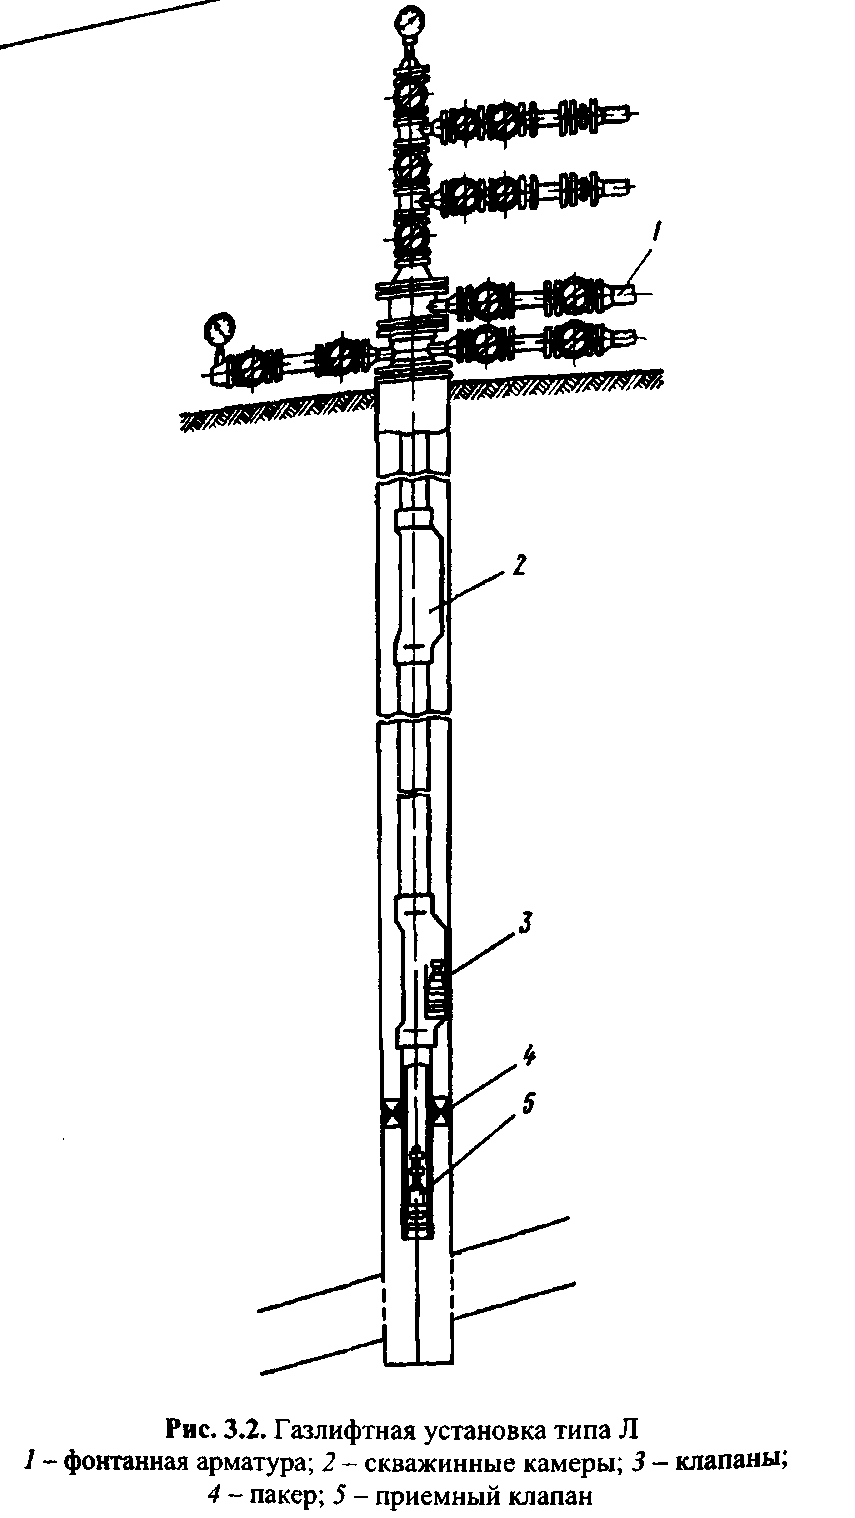 1
2
3
4
5
Рис. 3.2. Газлифтная установка типа Л
1 – фонтанная арматура; 2 – скважинные камеры; 3 – клапаны;
4 – пакер; 5 – приемный клапан